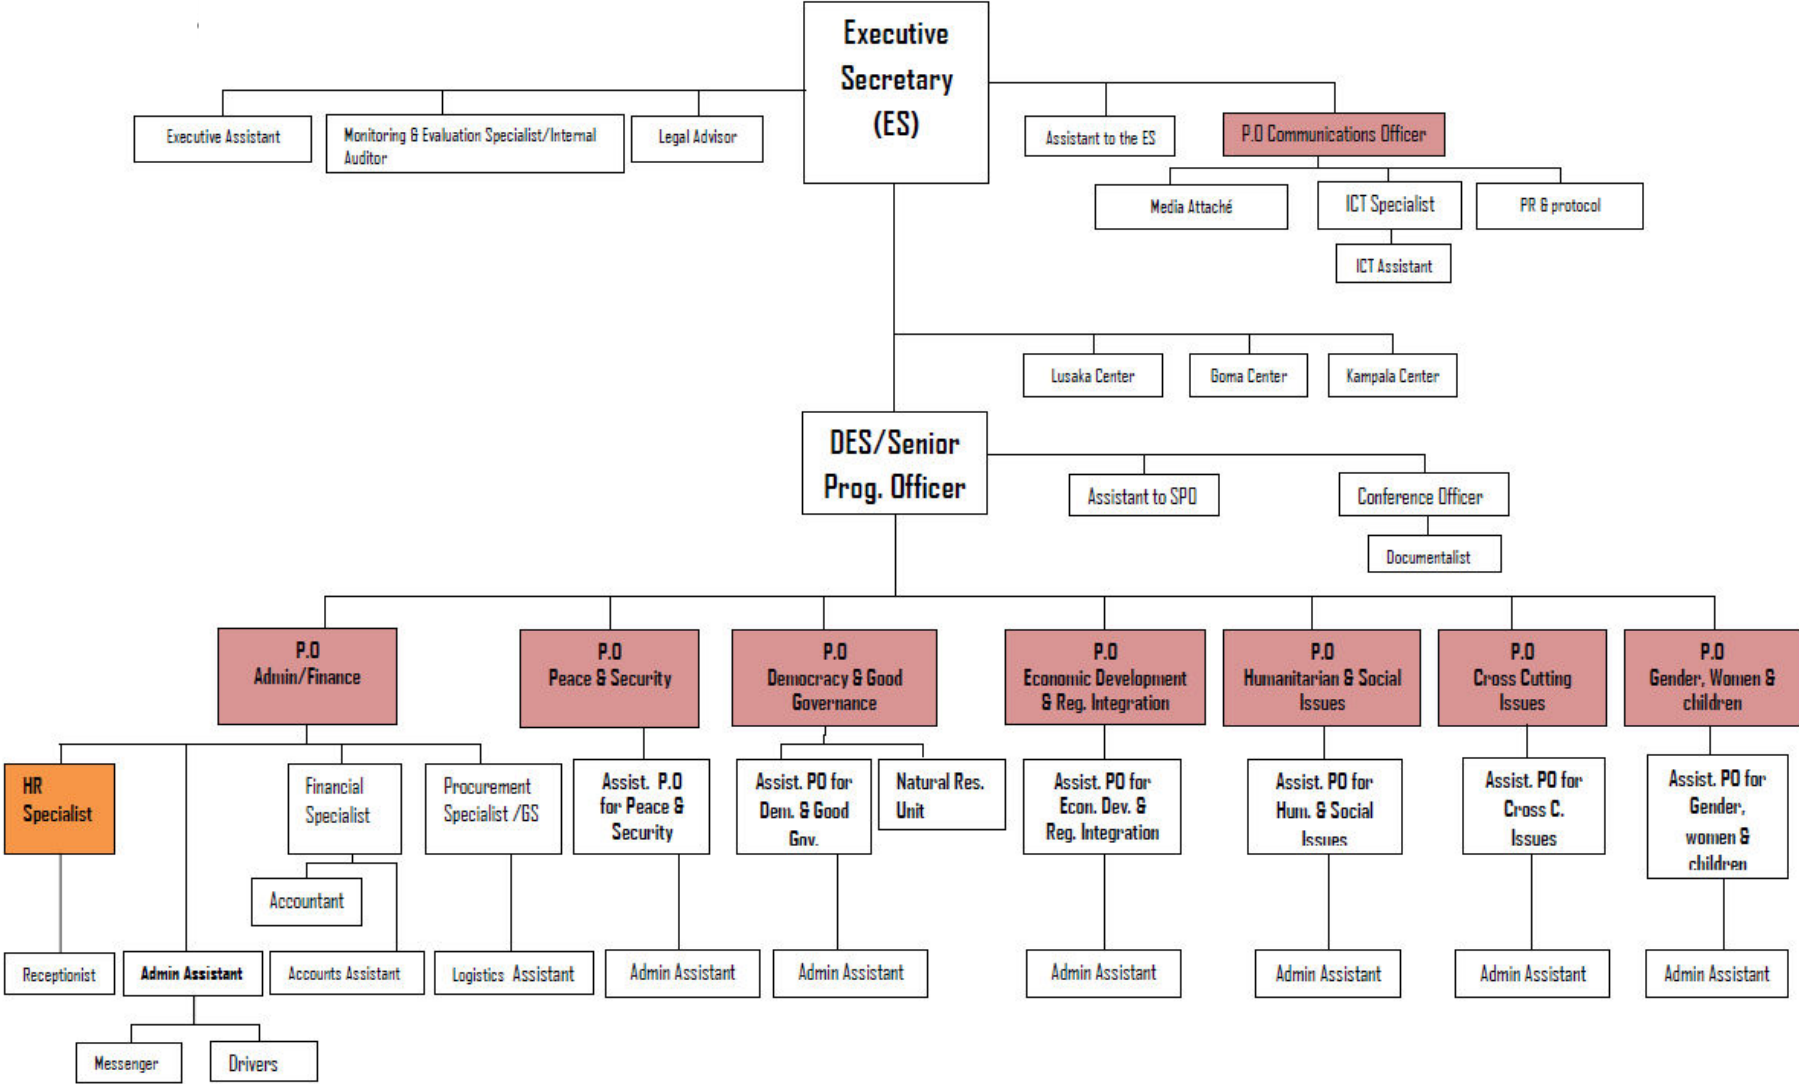 Executive
Secretary
(ES)
Executive Assistant
Monitoring & Evaluation Specialist/Internal
Auditor
Legal Advisor
Assistant to the ES
P.O Communications Officer
Media Attaché
ICT Specialist
PR & protocol
ICT Assistant
Lusaka Center
Goma Center
Kampala Center
DES/Senior
Prog. Officer
Assistant to SPO
Conference Officer
Documentalist
P.O
Admin/Finance
P.O
Peace & Security
P.O
Democracy & Good
Governance
P.O
Economic Development
& Reg. Integration
P.O
Humanitarian & Social
Issues
P.O
Cross Cutting
Issues
P.O
Gender, Women &
children
HR
Specialist
Financial
Specialist
Procurement
Specialist /GS
Assist. P.O
for Peace &
Security
Assist. PO for
Dem. & Good
Gov.
Natural Res.
Unit
Assist. PO for
Econ. Dev. &
Reg. Integration
Assist. PO for
Hum. & Social
Issues
Assist. PO for
Cross C.
Issues
Assist. PO for
Gender,
women &
children
Accountant
Receptionist
Admin Assistant
Accounts Assistant
Logistics Assistant
Admin Assistant
Admin Assistant
Admin Assistant
Admin Assistant
Admin Assistant
Admin Assistant
Messenger
Drivers